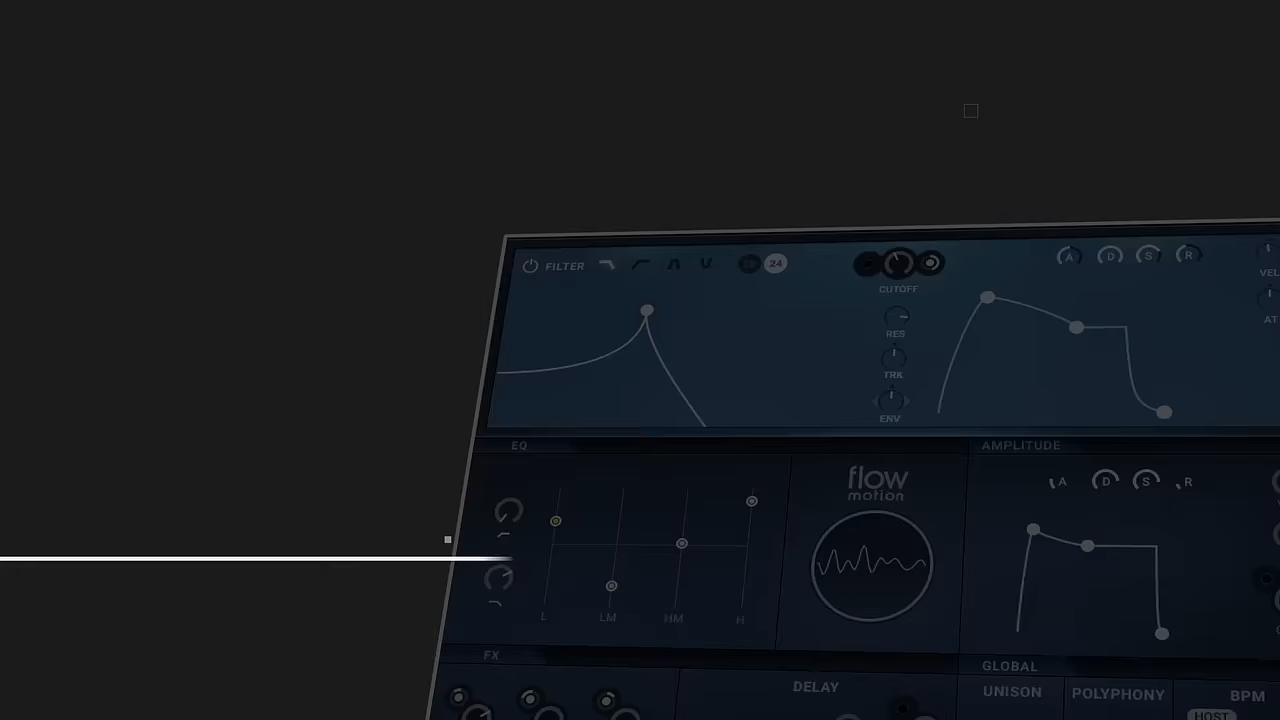 FILTER
24
A D S R
VEL
CUTOFF
RES
AT
TRK
ENV
EQ
AMPLITUDE
flow
motion
A D S R
L LM HM H
FX
GLOBAL
DELAY
UNISON
POLYPHONY
BPM
HOST